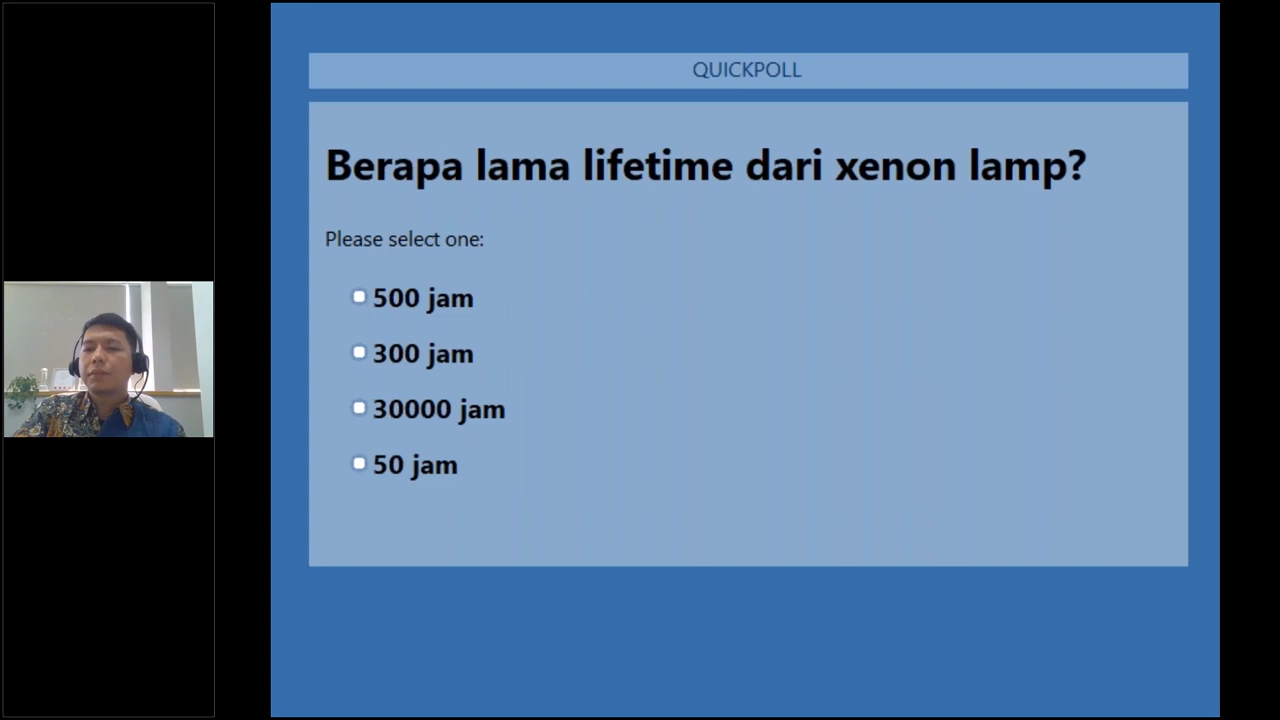 QUICKPOLL
Berapa lama lifetime dari xenon lamp?
Please select one:
500 jam
300 jam
30000 jam
50 jam